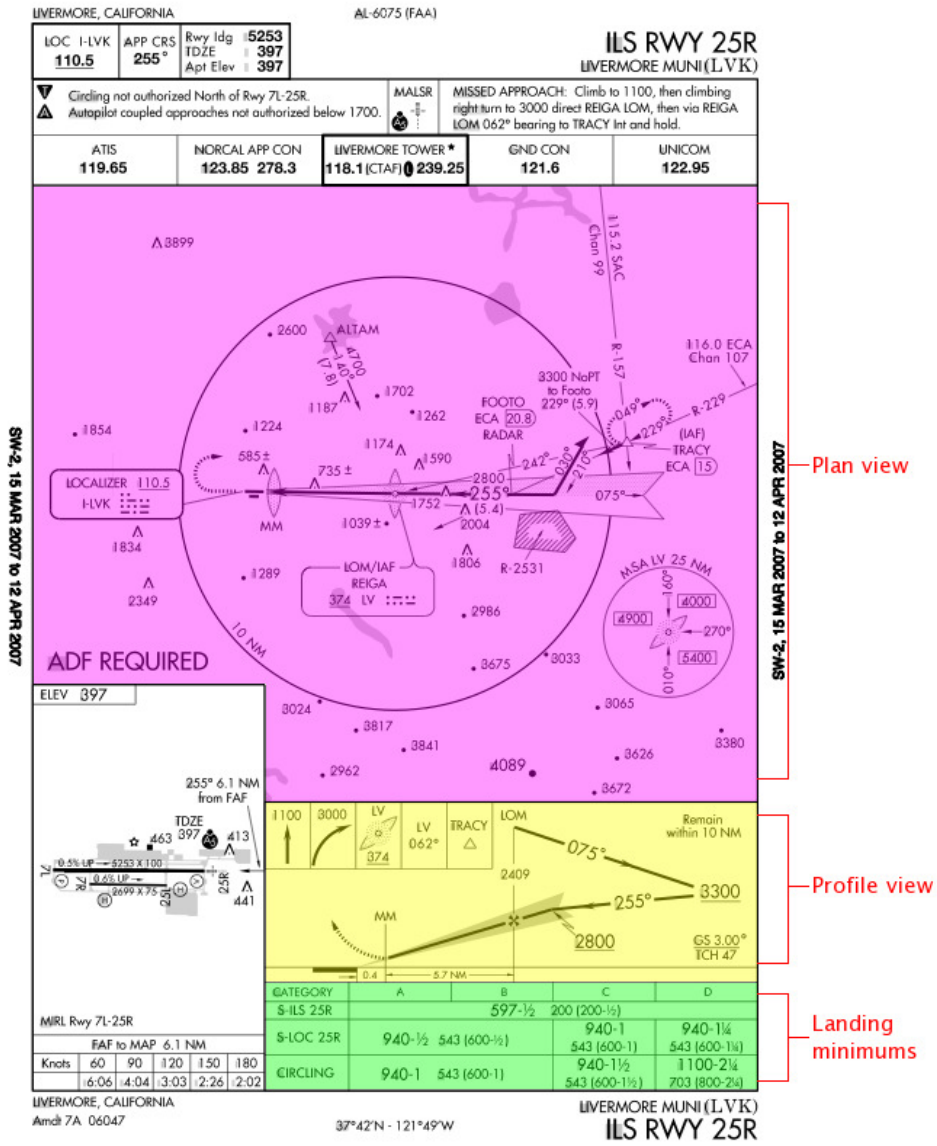 LIVERMORE, CALIFORNIA
AL-6075 (FAA)
LOC I-LVK
110.5
APP CRS
255°
Rwy ldg 5253
TDZE 397
Apt Elev 397
ILS RWY 25R
LIVERMORE MUNI (LVK)
T
Circling not authorized North of Rwy 7L-25R.
A
Autopilot coupled approaches not authorized below 1700.
MALSR
A5
MISSED APPROACH: Climb to 1100, then climbing
right turn to 3000 direct REIGA LOM, then via REIGA
LOM 062° bearing to TRACY Int and hold.
ATIS
119.65
NORCAL APP CON
123.85 278.3
LIVERMORE TOWER★
118.1 (CTAF) L 239.25
GND CON
121.6
UNICOM
122.95
3899
115.2 SAC
Chan 99
R-157
2600
ALTAM
4700
140°
(7.8)
116.0 ECA
Chan 107
R-229
3300 NoPT
to Footo
229° (5.9)
1702
1187
1262
FOOTO
ECA 20.8
RADAR
049°
229°
(IAF)
TRACY
ECA 15
1854
1224
1174
590
585 ±
735 ±
242°
030°
210°
2800
255°
(5.4)
075°
LOCALIZER 110.5
I-LVK
MM
1752
2004
1039 ±
1834
1806
R-2531
LOM/IAF
REIGA
374 LV
1289
2349
MSA LV 25 NM
160°
4000
4900
270°
5400
010°
2986
10 NM
3675
3033
ADF REQUIRED
3024
3065
3817
3841
3380
3626
2962
4089
3672
Plan view
SW-2, 15 MAR 2007 to 12 APR 2007
SW-2, 15 MAR 2007 to 12 APR 2007
ELEV 397
255° 6.1 NM
from FAF
TDZE
397
A5
463
413
0.5% UP
5253 X 100
7L
7R
0.6% UP
2699 X 75
25L
25R
441
MIRL Rwy 7L-25R
FAF to MAP 6.1 NM
Knots 60 90 120 150 180
6:06 4:04 3:03 2:26 2:02
1100
3000
LV
374
LV
062°
TRACY
LOM
Remain
within 10 NM
075°
2409
3300
255°
MM
2800
GS 3.00°
TCH 47
0.4
5.7 NM
Profile view
CATEGORY A B C D
S-ILS 25R 597-½ 200 (200-½)
S-LOC 25R 940-½ 543 (600-½) 940-1 543 (600-1) 940-1¼ 543 (600-1¼)
CIRCLING 940-1 543 (600-1) 940-1½ 543 (600-1½) 1100-2¼ 703 (800-2¼)
Landing
minimums
LIVERMORE, CALIFORNIA
Amdt 7A 06047
37°42'N - 121°49'W
LIVERMORE MUNI (LVK)
ILS RWY 25R